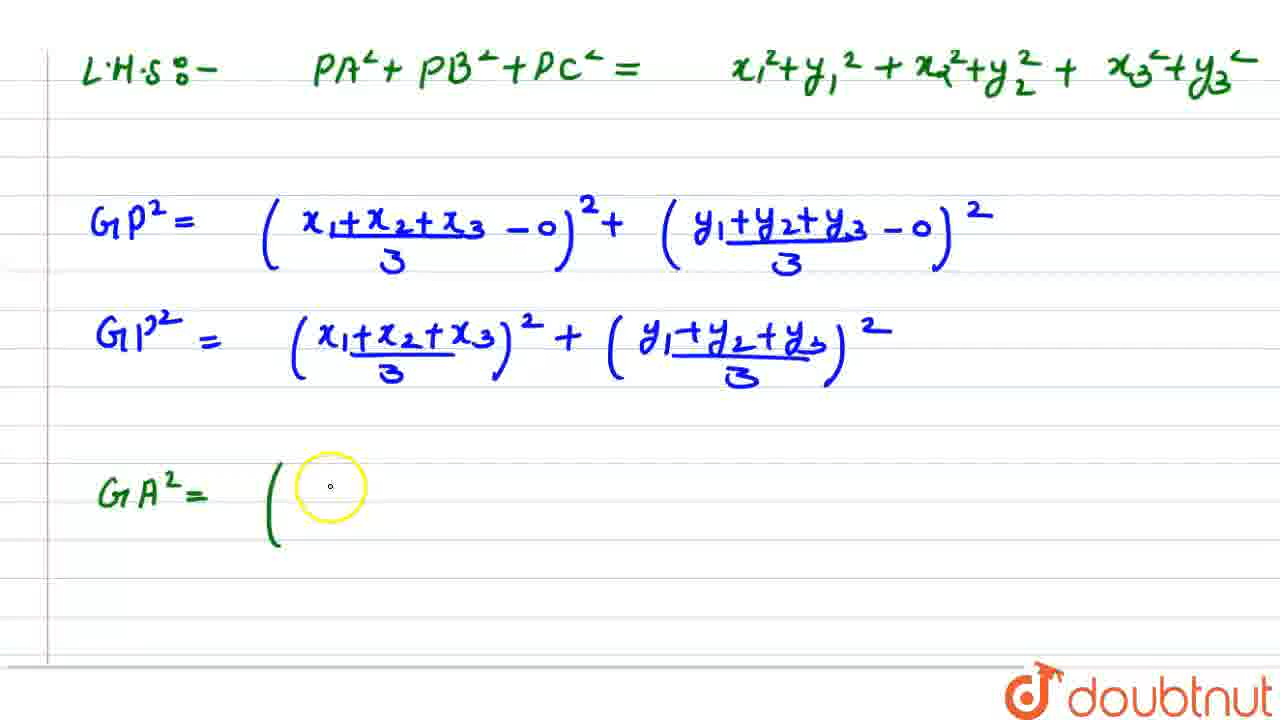 L.H.S :- PA² + PB² + PC² = x₁² + y₁² + x₂² + y₂² + x₃² + y₃²
GP² = ( x₁ + x₂ + x₃ / 3 - 0 )² + ( y₁ + y₂ + y₃ / 3 - 0 )²
GP² = ( x₁ + x₂ + x₃ / 3 )² + ( y₁ + y₂ + y₃ / 3 )²
GA² = (
doubtnut